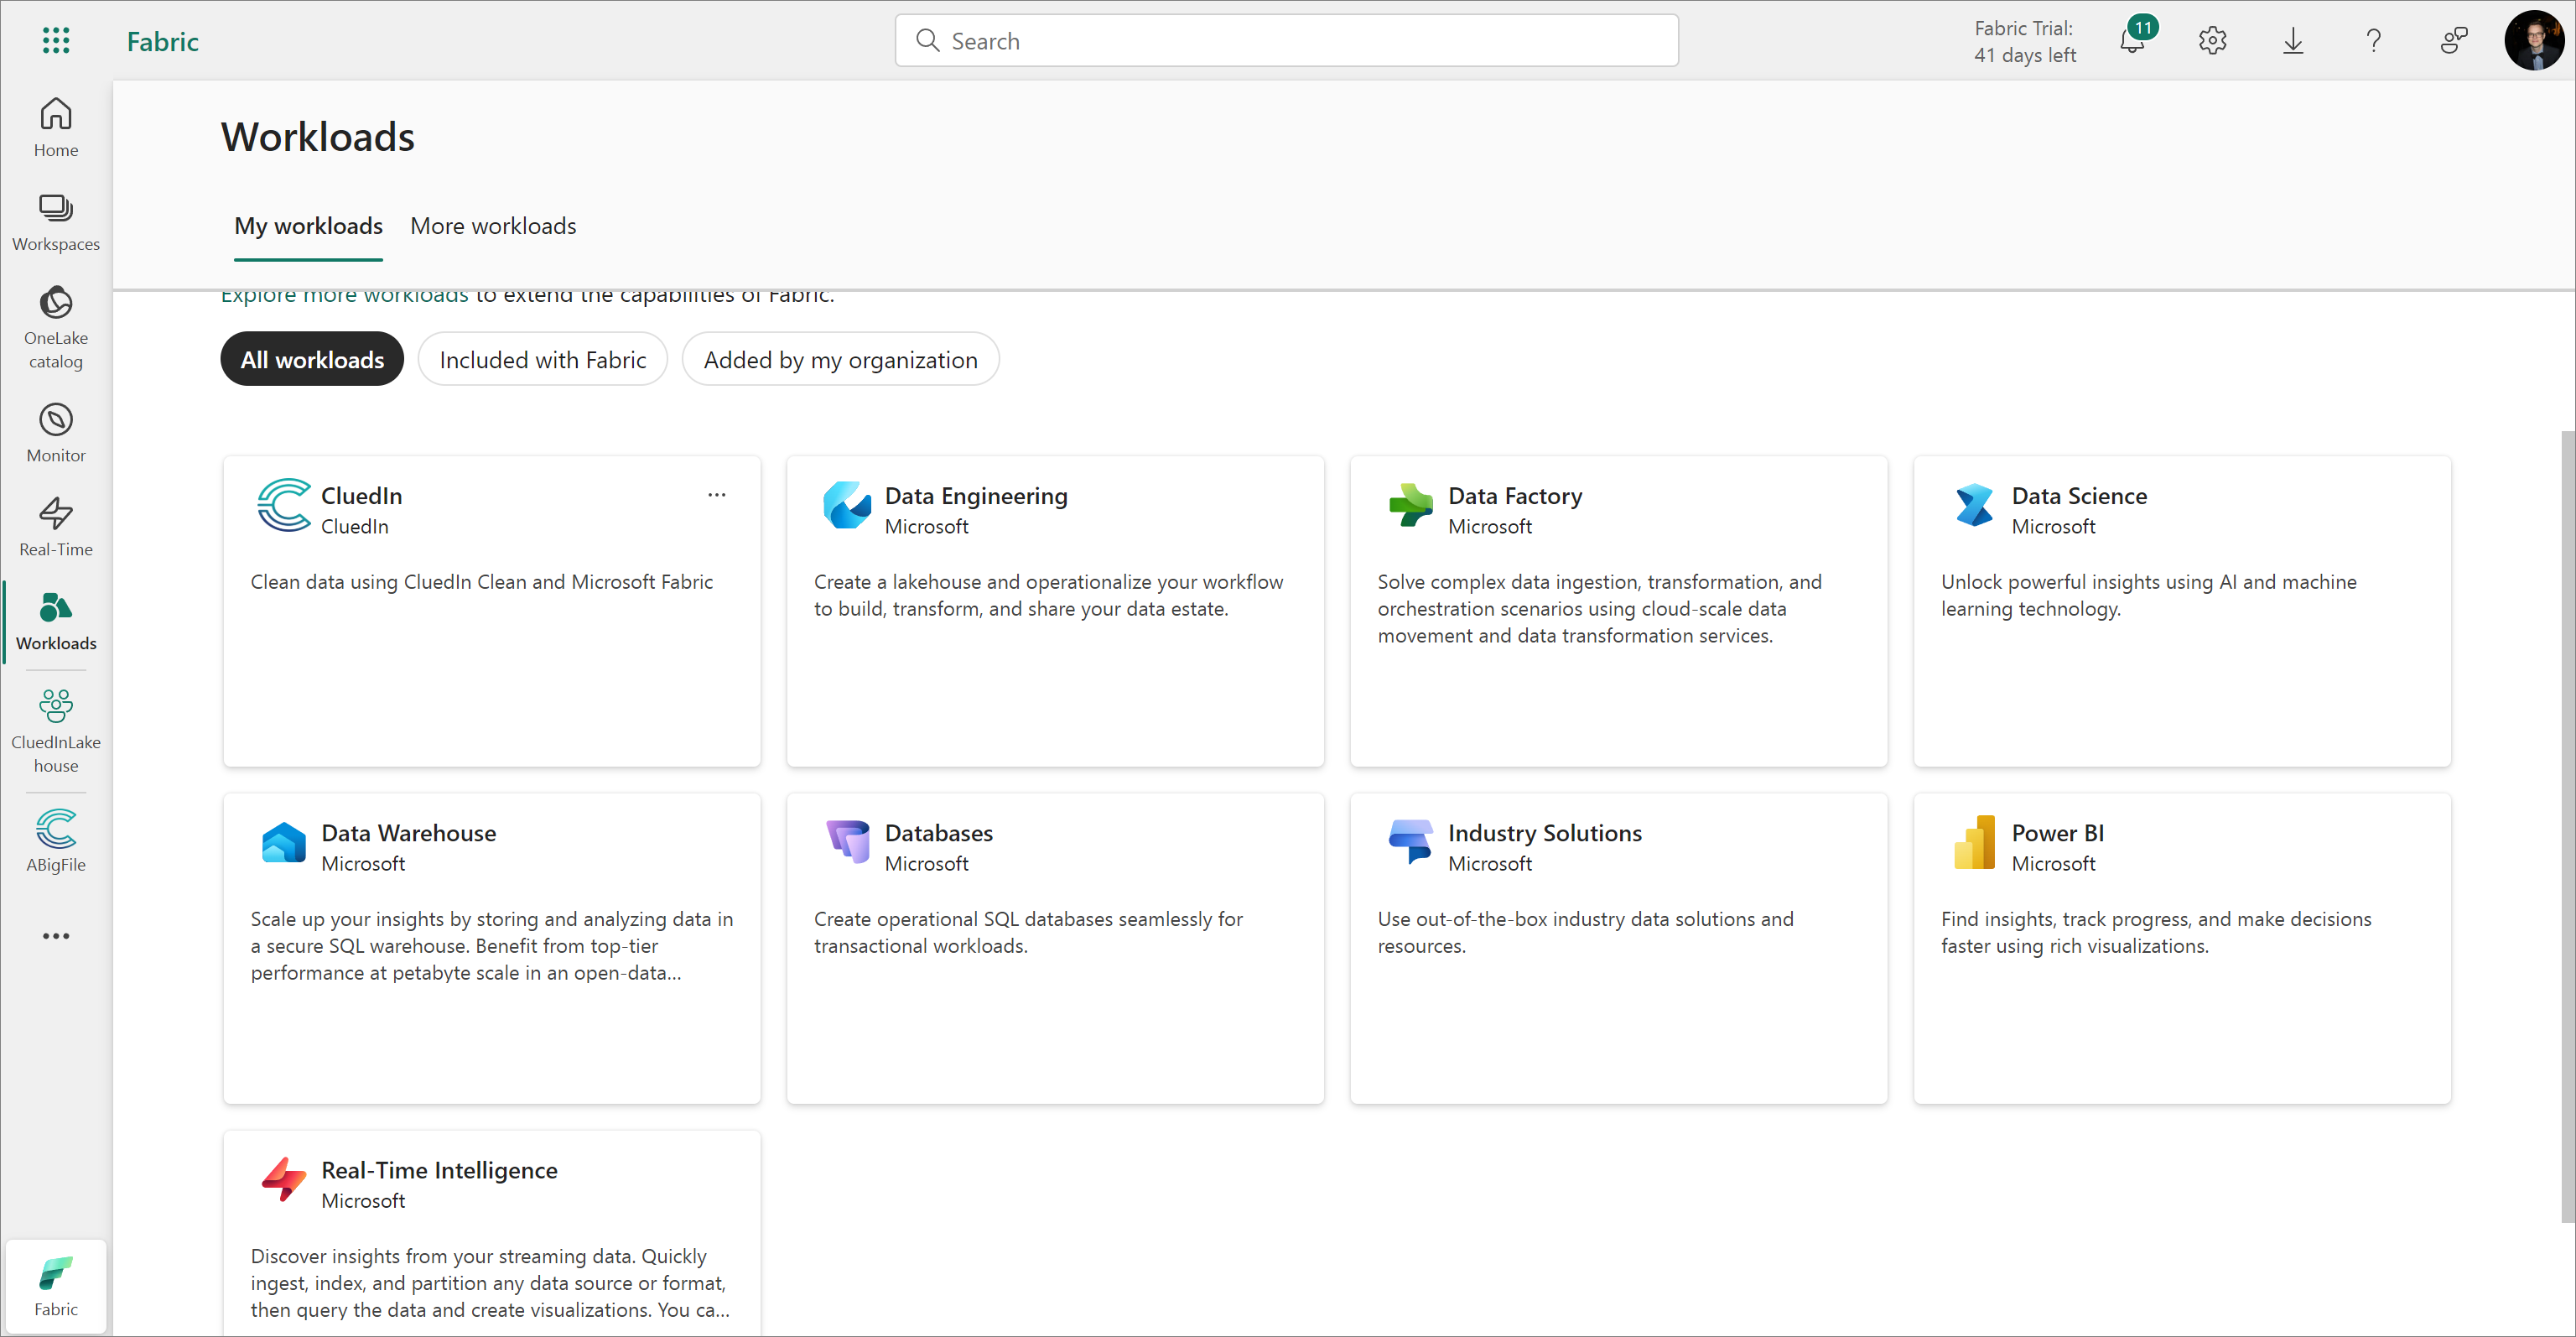 Fabric
Search
Fabric Trial:
41 days left
11
Home
Workspaces
OneLake
catalog
Monitor
Real-Time
Workloads
CluedInLake
house
ABigFile
Fabric
Workloads
My workloads
More workloads
Explore more workloads to extend the capabilities of Fabric.
All workloads
Included with Fabric
Added by my organization
CluedIn
CluedIn
Clean data using CluedIn Clean and Microsoft Fabric
Data Engineering
Microsoft
Create a lakehouse and operationalize your workflow
to build, transform, and share your data estate.
Data Factory
Microsoft
Solve complex data ingestion, transformation, and
orchestration scenarios using cloud-scale data
movement and data transformation services.
Data Science
Microsoft
Unlock powerful insights using AI and machine
learning technology.
Data Warehouse
Microsoft
Scale up your insights by storing and analyzing data in
a secure SQL warehouse. Benefit from top-tier
performance at petabyte scale in an open-data...
Databases
Microsoft
Create operational SQL databases seamlessly for
transactional workloads.
Industry Solutions
Microsoft
Use out-of-the-box industry data solutions and
resources.
Power BI
Microsoft
Find insights, track progress, and make decisions
faster using rich visualizations.
Real-Time Intelligence
Microsoft
Discover insights from your streaming data. Quickly
ingest, index, and partition any data source or format,
then query the data and create visualizations. You ca...